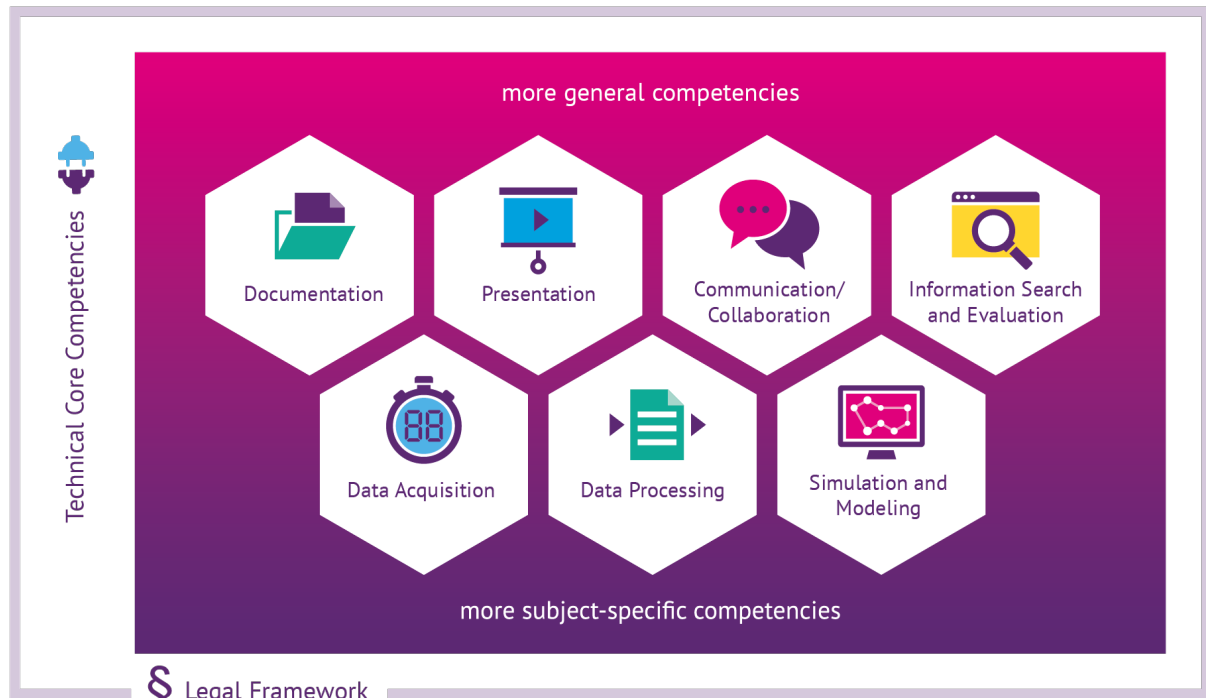 more general competencies
Technical Core Competencies
Documentation
Presentation
Communication/
Collaboration
Information Search
and Evaluation
88
Data Acquisition
Data Processing
Simulation and
Modeling
more subject-specific competencies
§ Legal Framework